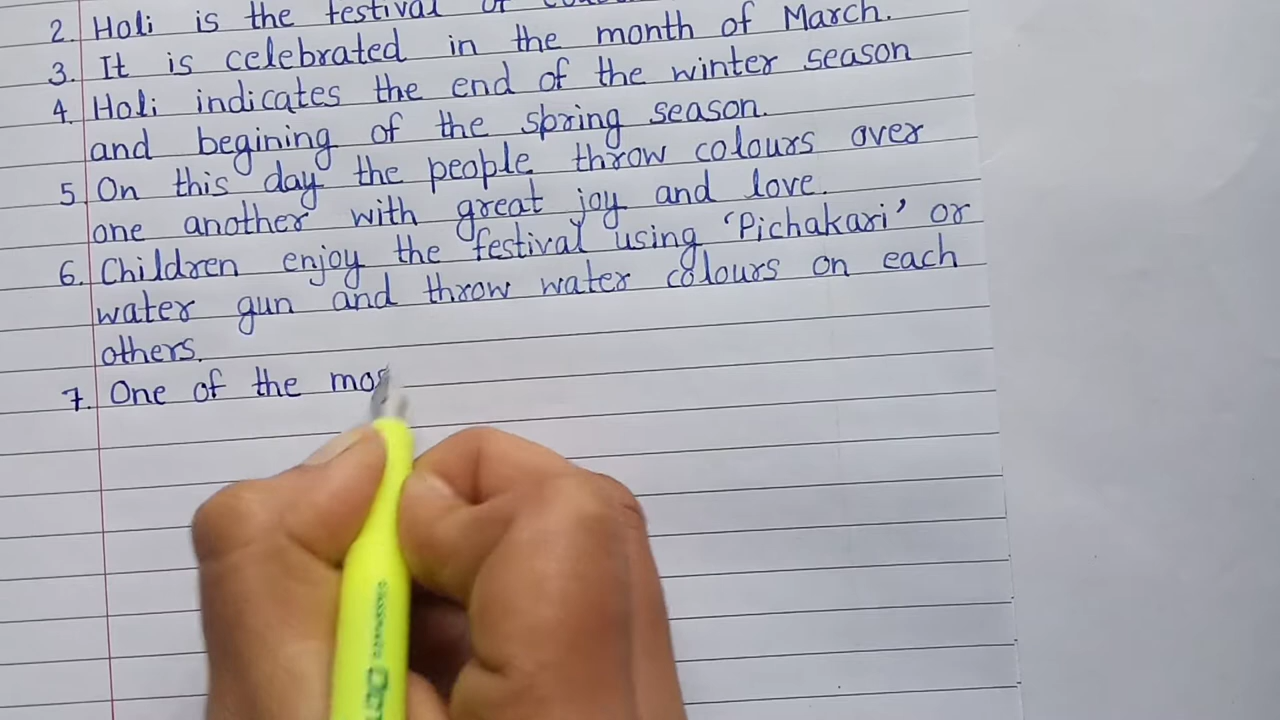 2. Holi is the festival of
3. It is celebrated in the month of March.
4. Holi indicates the end of the winter season
and begining of the spring season.
5. On this day the people throw colours over
one another with great joy and love.
6. Children enjoy the festival using 'Pichakari' or
water gun and throw water colours on each
others.
7. One of the mos